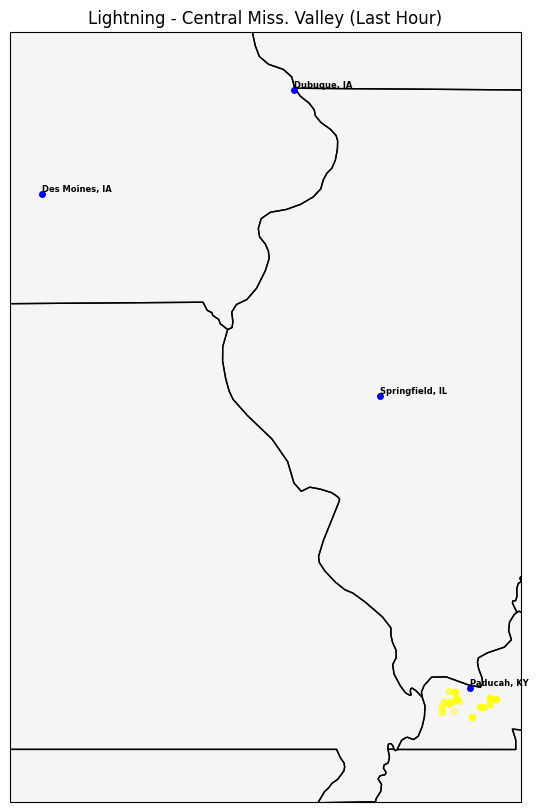 Lightning - Central Miss. Valley (Last Hour)
Dubuque, IA
Des Moines, IA
Springfield, IL
Paducah, KY